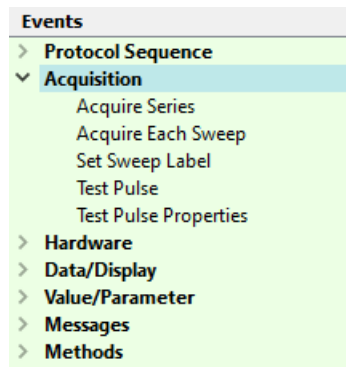 Events
Protocol Sequence
Acquisition
Acquire Series
Acquire Each Sweep
Set Sweep Label
Test Pulse
Test Pulse Properties
Hardware
Data/Display
Value/Parameter
Messages
Methods